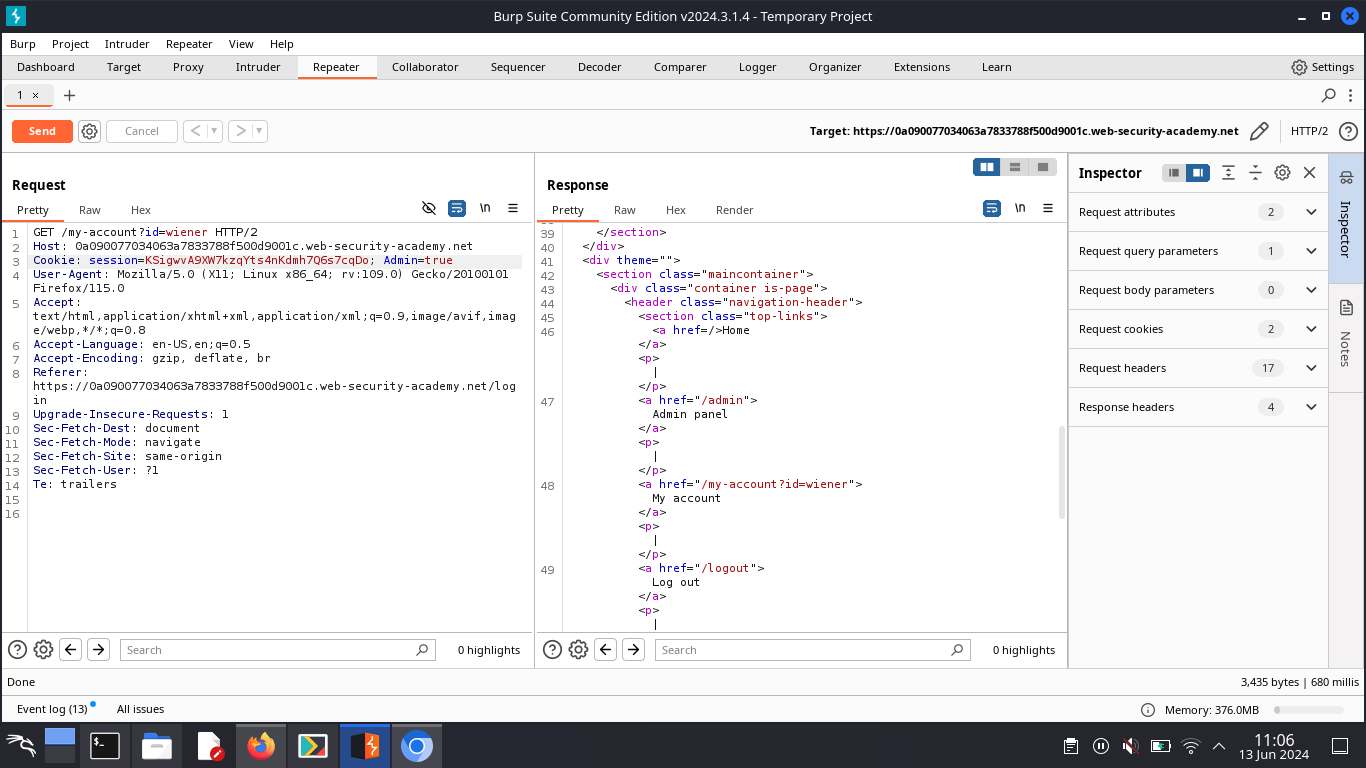 Burp Suite Community Edition v2024.3.1.4 - Temporary Project
Burp Project Intruder Repeater View Help
Dashboard Target Proxy Intruder Repeater Collaborator Sequencer Decoder Comparer Logger Organizer Extensions Learn Settings
1 × +
Send Cancel < > Target: https://0a090077034063a7833788f500d9001c.web-security-academy.net HTTP/2
Request
Pretty Raw Hex \n
1 GET /my-account?id=wiener HTTP/2
2 Host: 0a090077034063a7833788f500d9001c.web-security-academy.net
3 Cookie: session=KSigwvA9XW7kzqYts4nKdmh7Q6s7cqDo; Admin=true
4 User-Agent: Mozilla/5.0 (X11; Linux x86_64; rv:109.0) Gecko/20100101
Firefox/115.0
5 Accept:
text/html,application/xhtml+xml,application/xml;q=0.9,image/avif,imag
e/webp,*/*;q=0.8
6 Accept-Language: en-US,en;q=0.5
7 Accept-Encoding: gzip, deflate, br
8 Referer:
https://0a090077034063a7833788f500d9001c.web-security-academy.net/log
in
9 Upgrade-Insecure-Requests: 1
10 Sec-Fetch-Dest: document
11 Sec-Fetch-Mode: navigate
12 Sec-Fetch-Site: same-origin
13 Sec-Fetch-User: ?1
14 Te: trailers
15
16
Search 0 highlights
Response
Pretty Raw Hex Render \n
39 </section>
40 </div>
41 <div theme="">
42 <section class="maincontainer">
43 <div class="container is-page">
44 <header class="navigation-header">
45 <section class="top-links">
46 <a href=/>Home
</a>
<p>
|
</p>
47 <a href="/admin">
Admin panel
</a>
<p>
|
</p>
48 <a href="/my-account?id=wiener">
My account
</a>
<p>
|
</p>
49 <a href="/logout">
Log out
</a>
<p>
|
Search 0 highlights
Inspector
Request attributes 2
Request query parameters 1
Request body parameters 0
Request cookies 2
Request headers 17
Response headers 4
Inspector
Notes
Done 3,435 bytes | 680 millis
Event log (13) All issues Memory: 376.0MB
11:06
13 Jun 2024